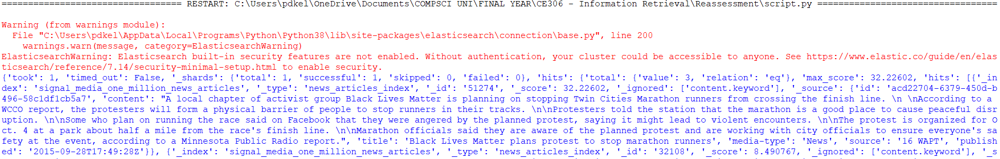 ================================== RESTART: C:\Users\pdkel\OneDrive\Documents\COMPSCI UNI\FINAL YEAR\CE306 - Information Retrieval\Reassessment\script.py ==================================
Warning (from warnings module):
  File "C:\Users\pdkel\AppData\Local\Programs\Python\Python38\lib\site-packages\elasticsearch\connection\base.py", line 200
    warnings.warn(message, category=ElasticsearchWarning)
ElasticsearchWarning: Elasticsearch built-in security features are not enabled. Without authentication, your cluster could be accessible to anyone. See https://www.elastic.co/guide/en/elas
ticsearch/reference/7.14/security-minimal-setup.html to enable security.
{'took': 1, 'timed_out': False, '_shards': {'total': 1, 'successful': 1, 'skipped': 0, 'failed': 0}, 'hits': {'total': {'value': 3, 'relation': 'eq'}, 'max_score': 32.22602, 'hits': [{'_in
dex': 'signal_media_one_million_news_articles', '_type': 'news_articles_index', '_id': '51274', '_score': 32.22602, '_ignored': ['content.keyword'], '_source': {'id': 'acd22704-6379-450d-b
496-58c1df1cb5a7', 'content': "A local chapter of activist group Black Lives Matter is planning on stopping Twin Cities Marathon runners from crossing the finish line. \n \nAccording to a
WCCO report, the protesters will form a physical barrier of people to stop runners in their tracks. \n\nProtesters told the station that the marathon is a good place to cause peaceful disr
uption. \n\nSome who plan on running the race said on Facebook that they were angered by the planned protest, saying it might lead to violent encounters. \n\nThe protest is organized for O
ct. 4 at a park about half a mile from the race's finish line. \n\nMarathon officials said they are aware of the planned protest and are working with city officials to ensure everyone's sa
fety at the event, according to a Minnesota Public Radio report.", 'title': 'Black Lives Matter plans protest to stop marathon runners', 'media-type': 'News', 'source': '16 WAPT', 'publish
ed': '2015-09-28T17:49:28Z'}}, {'_index': 'signal_media_one_million_news_articles', '_type': 'news_articles_index', '_id': '32108', '_score': 8.490767, '_ignored': ['content.keyword'], '_s